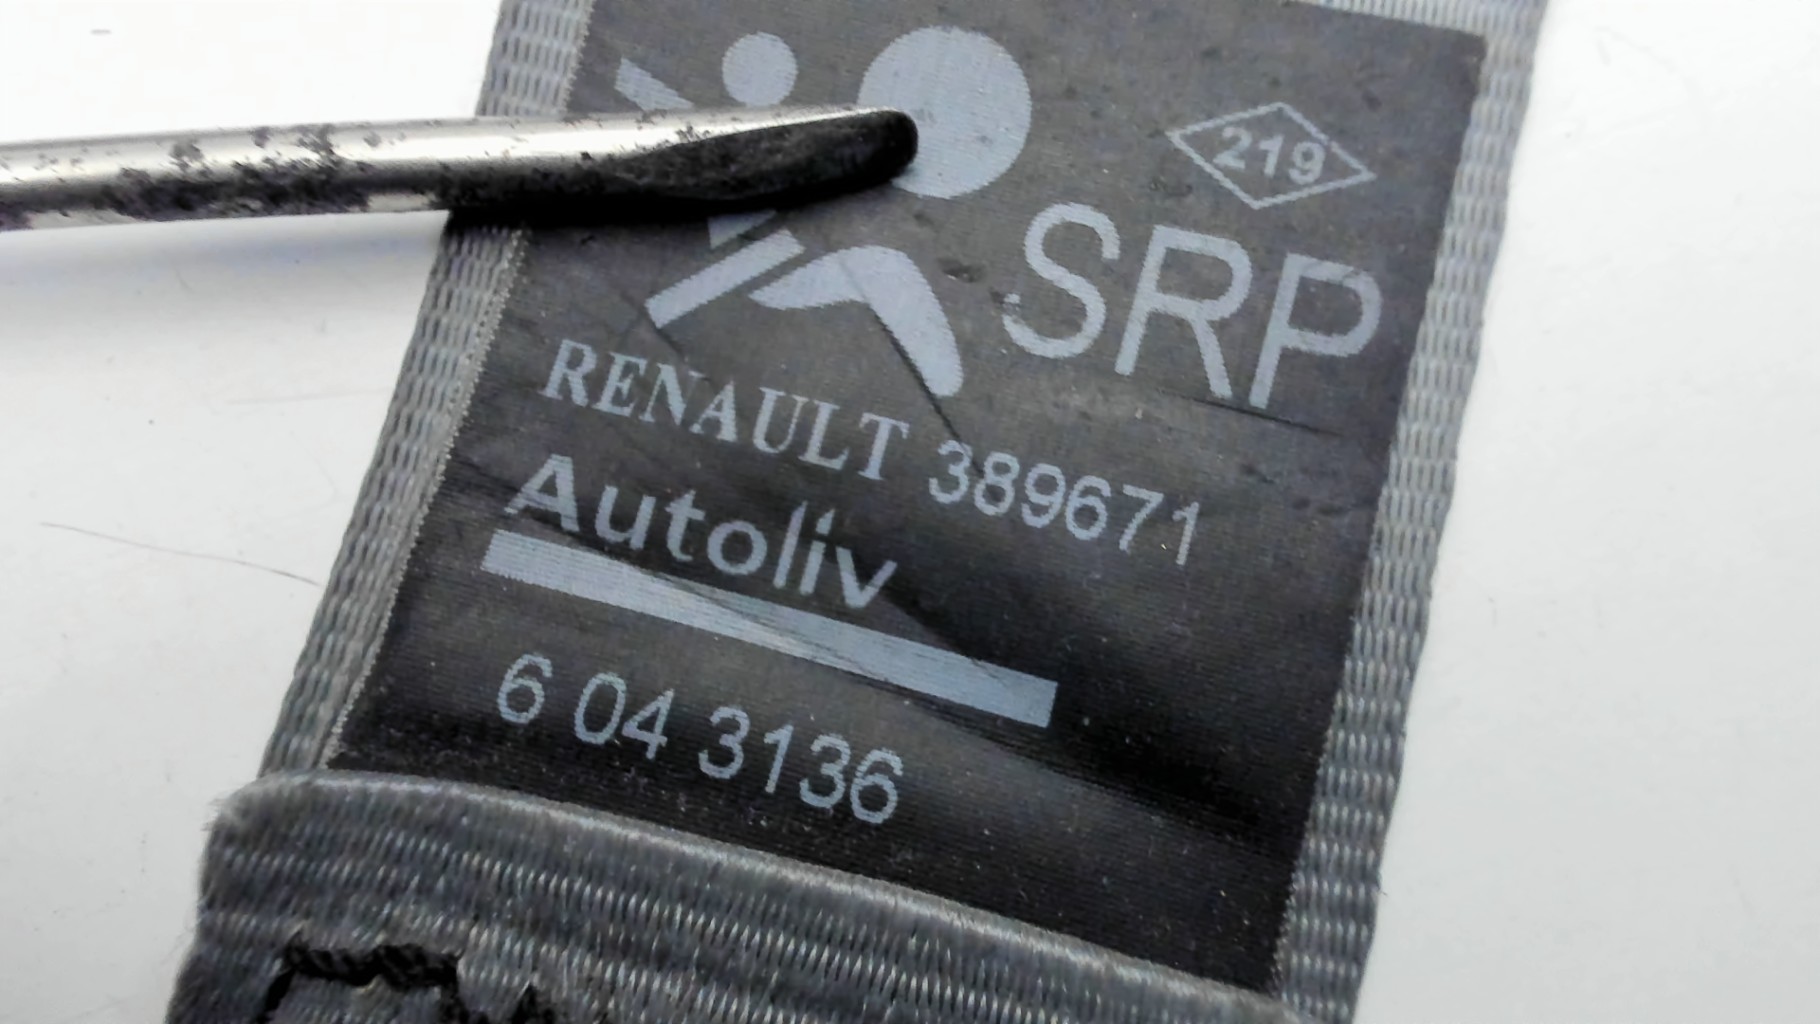 219
SRP
RENAULT 389671
Autoliv
6 04 3136